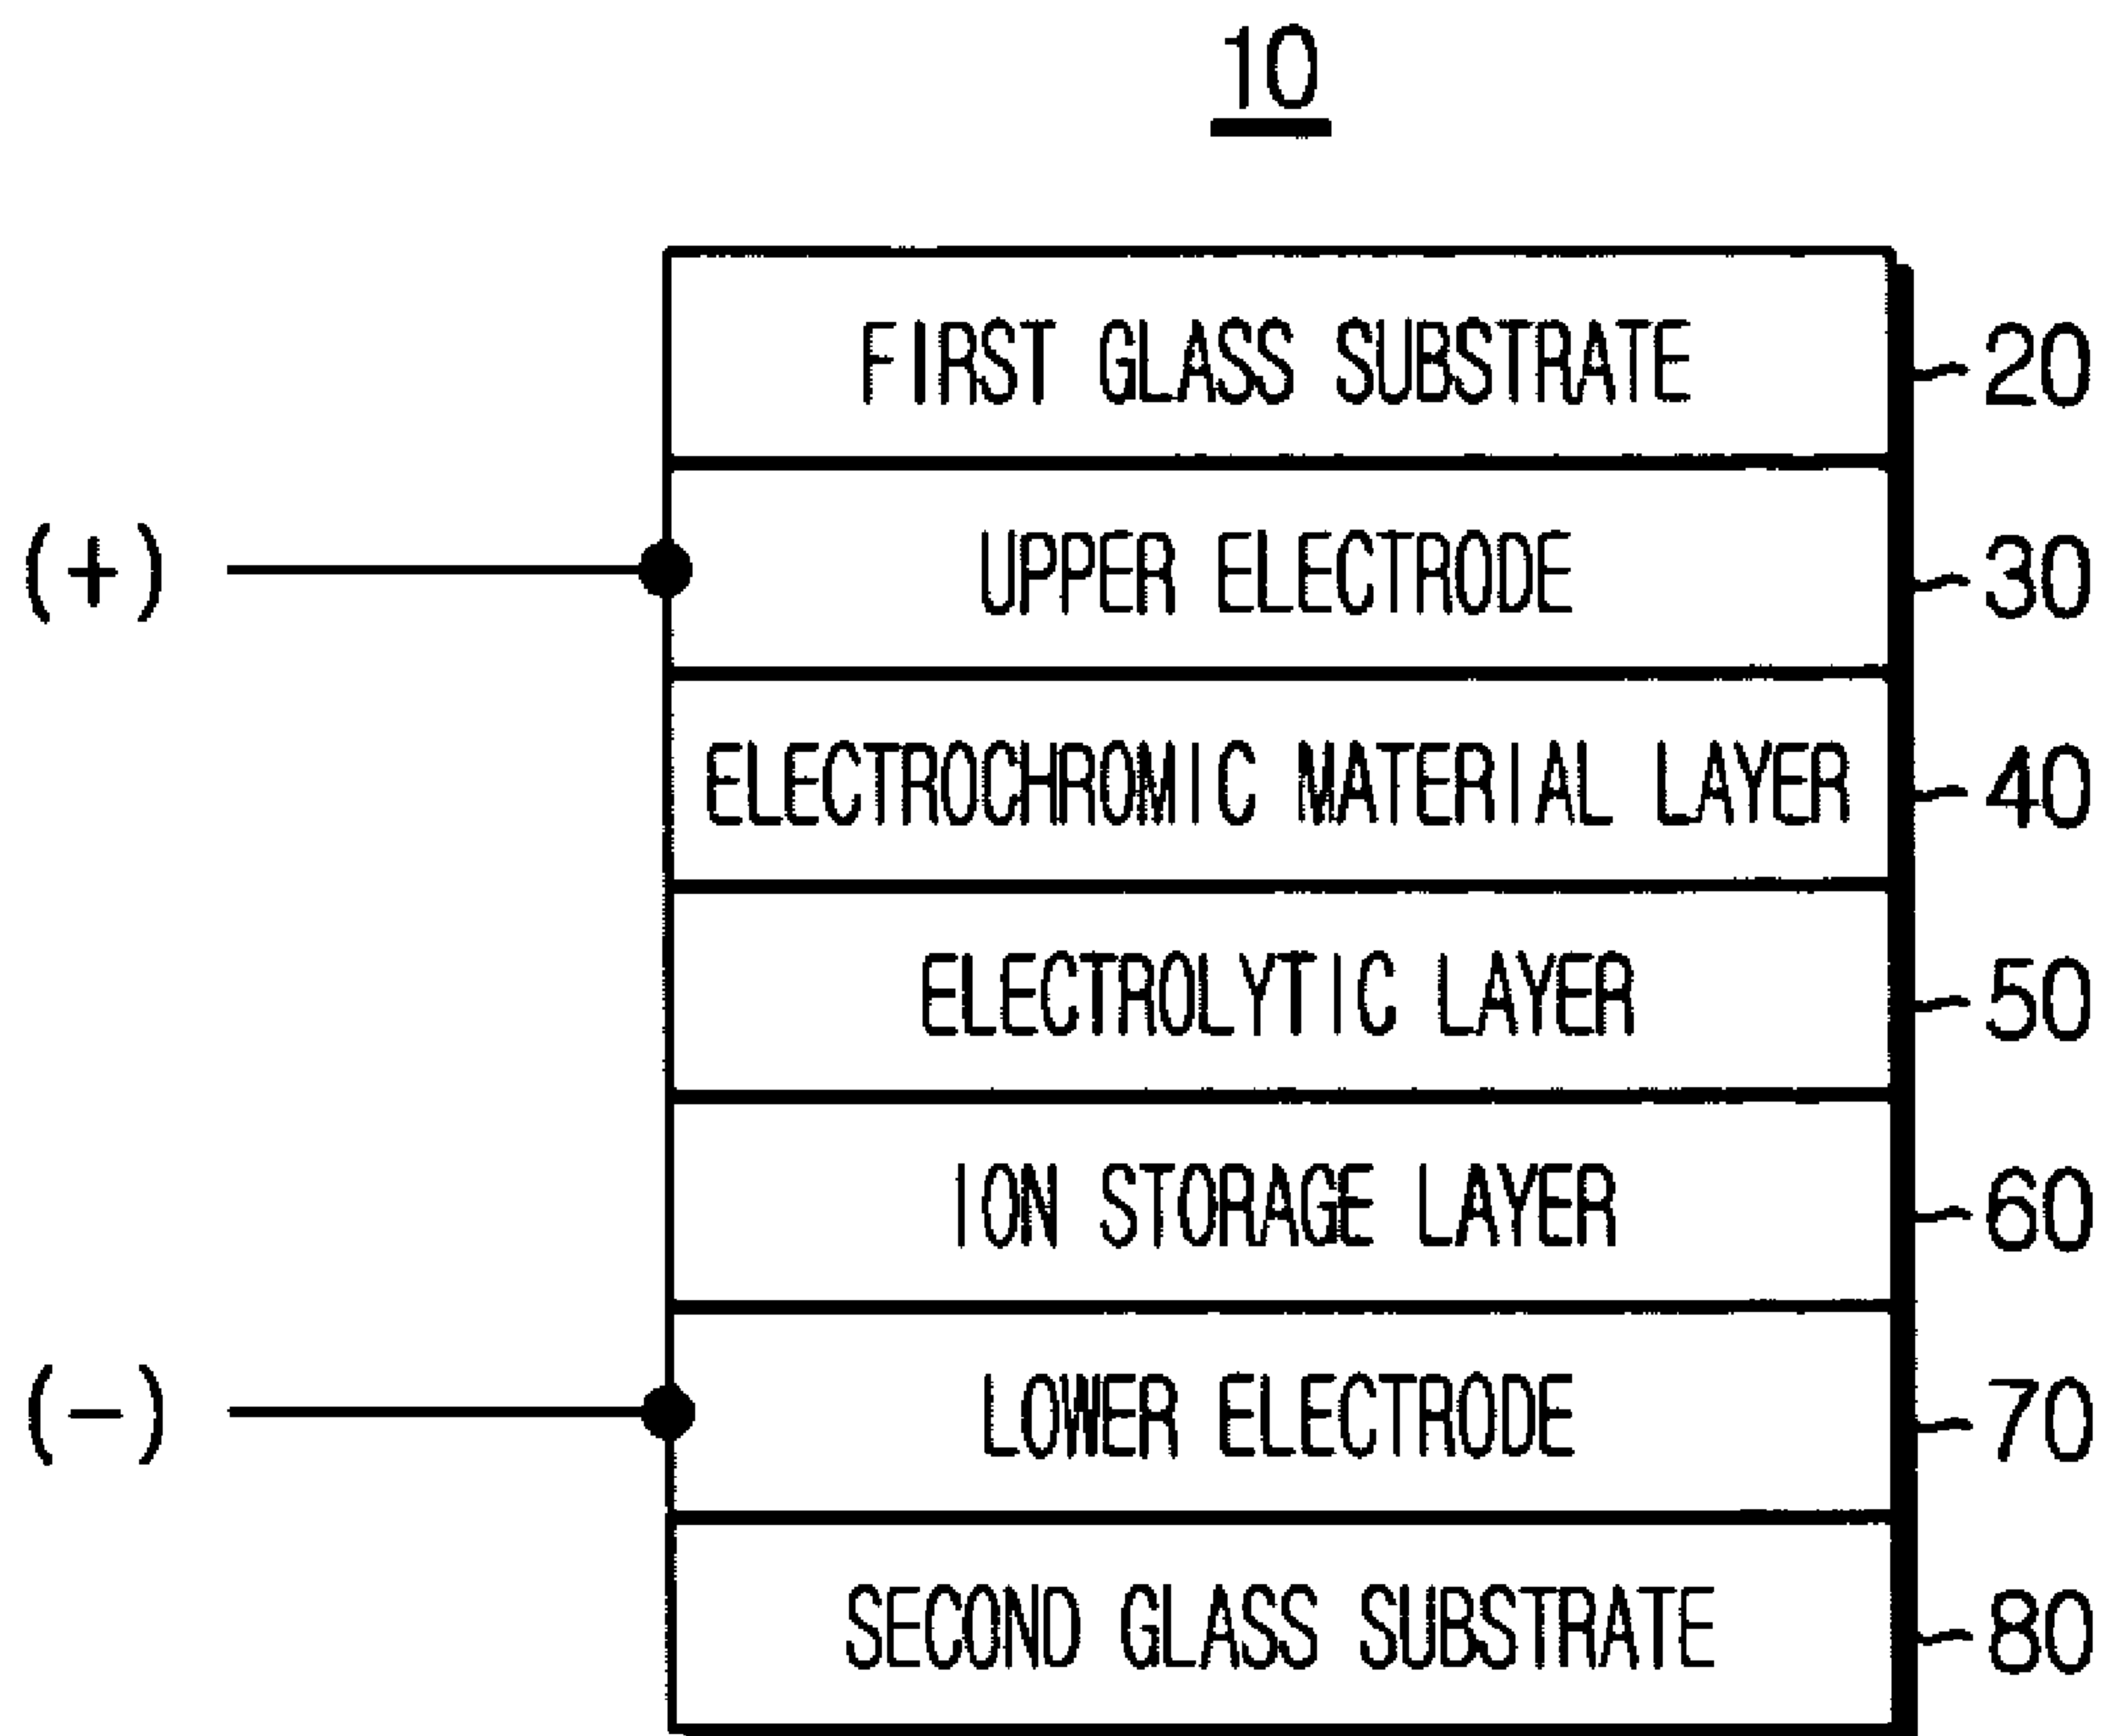 10
FIRST GLASS SUBSTRATE 20
(+) UPPER ELECTRODE 30
ELECTROCHROMIC MATERIAL LAYER 40
ELECTROLYTIC LAYER 50
ION STORAGE LAYER 60
(-) LOWER ELECTRODE 70
SECOND GLASS SUBSTRATE 80